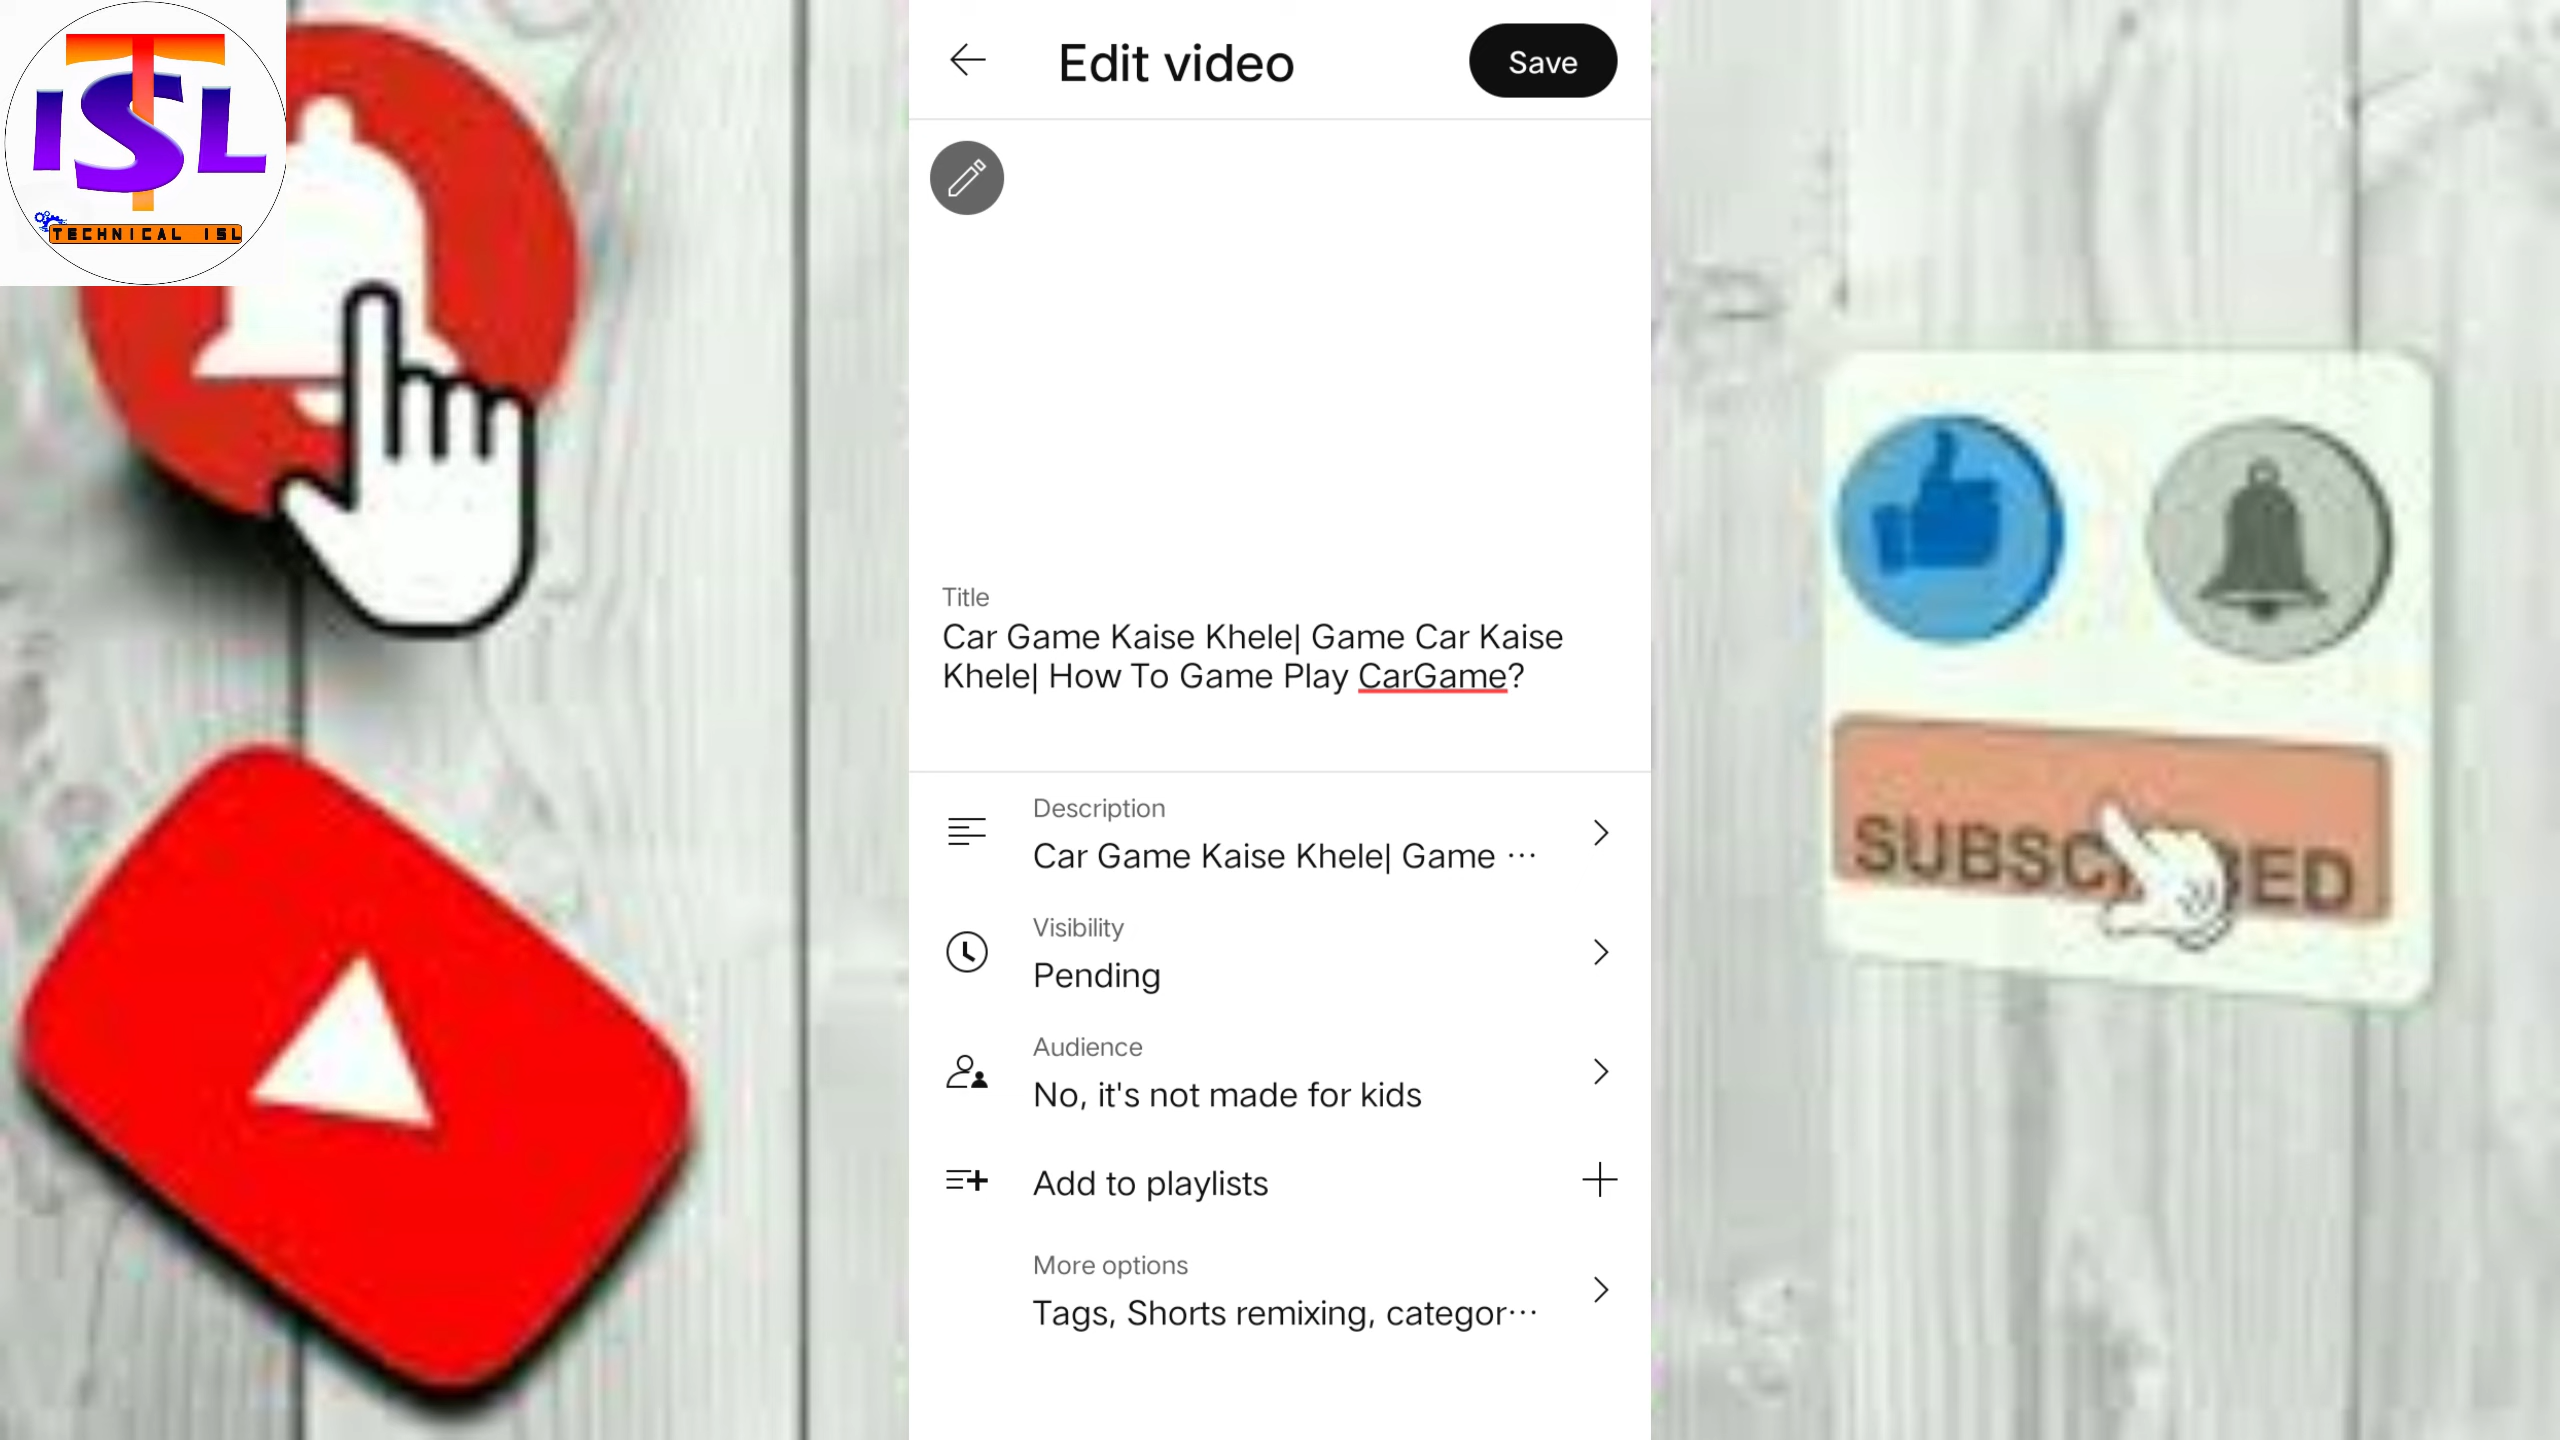 ISL
T
TECHNICAL ISL
Edit video
Save
Title
Car Game Kaise Khele| Game Car Kaise
Khele| How To Game Play CarGame?
Description
Car Game Kaise Khele| Game ...
Visibility
Pending
Audience
No, it's not made for kids
Add to playlists
More options
Tags, Shorts remixing, categor...
SUBSCRIBED